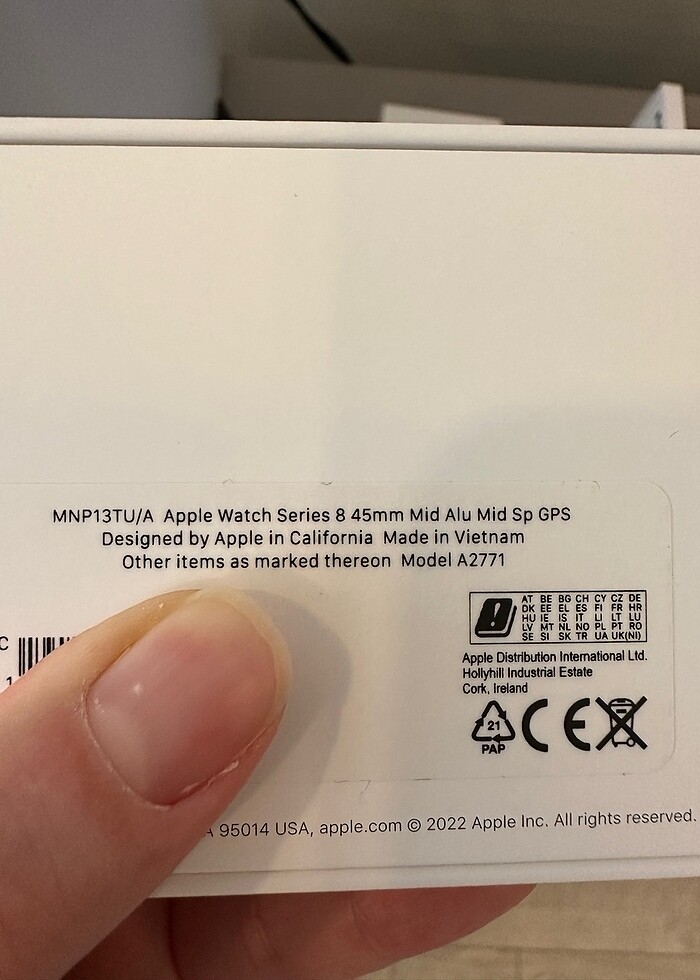 MNP13TU/A Apple Watch Series 8 45mm Mid Alu Mid Sp GPS
Designed by Apple in California Made in Vietnam
Other items as marked thereon Model A2771
AT BE BG CH CY CZ DE
DK EE EL ES FI FR HR
HU IE IS IT LI LT LU
LV MT NL NO PL PT RO
SE SI SK TR UA UK(NI)
C
1
Apple Distribution International Ltd.
Hollyhill Industrial Estate
Cork, Ireland
21
PAP
CE
A 95014 USA, apple.com © 2022 Apple Inc. All rights reserved.